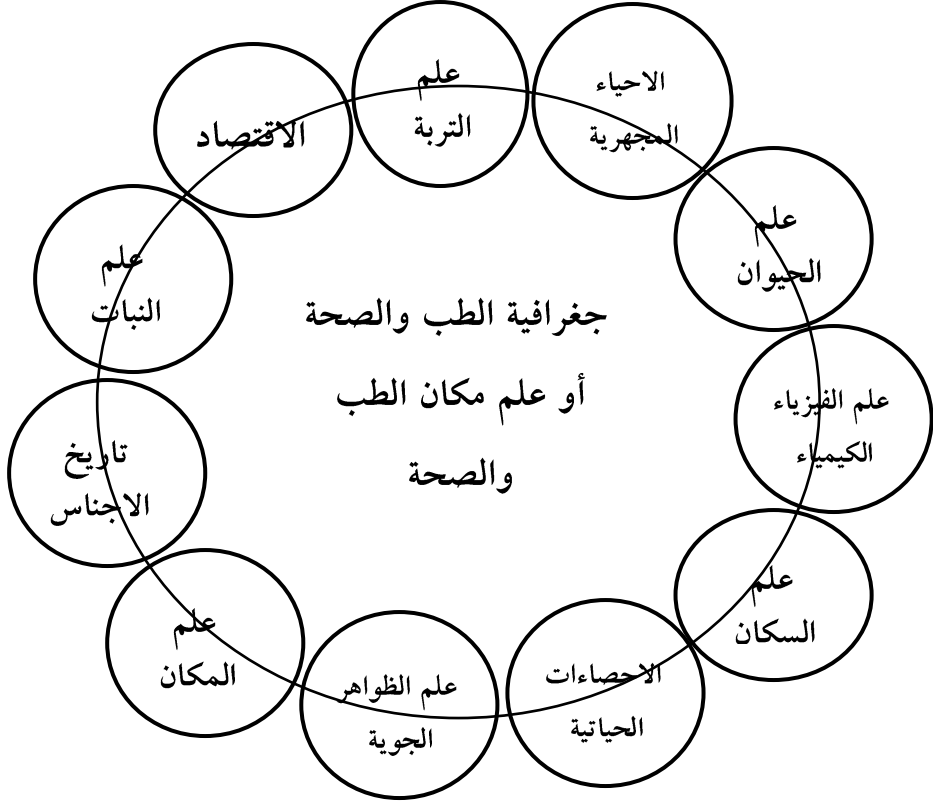 علم
التربة
الاحياء
المجهرية
علم
الحيوان
علم الفيزياء
الكيمياء
علم
السكان
الاحصاءات
الحياتية
علم الظواهر
الجوية
علم
المكان
تاريخ
الاجناس
علم
النبات
الاقتصاد
جغرافية الطب والصحة
أو علم مكان الطب
والصحة